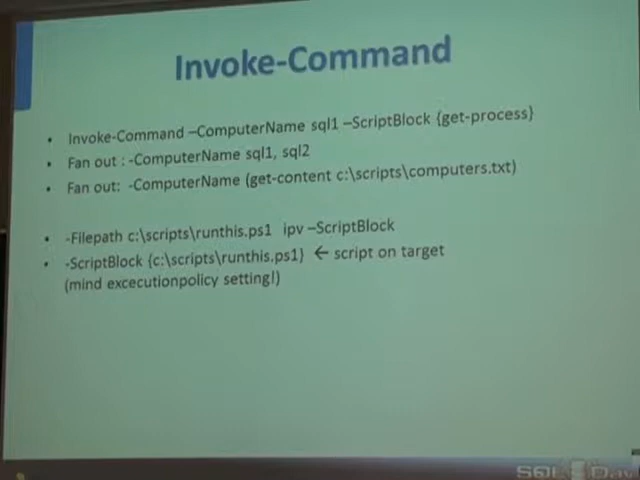 Invoke-Command
• Invoke-Command –ComputerName sql1 –ScriptBlock {get-process}
• Fan out : -ComputerName sql1, sql2
• Fan out: -ComputerName (get-content c:\scripts\computers.txt)
• -Filepath c:\scripts\runthis.ps1 ipv –ScriptBlock
• -ScriptBlock {c:\scripts\runthis.ps1} ← script on target
(mind excecutionpolicy setting!)